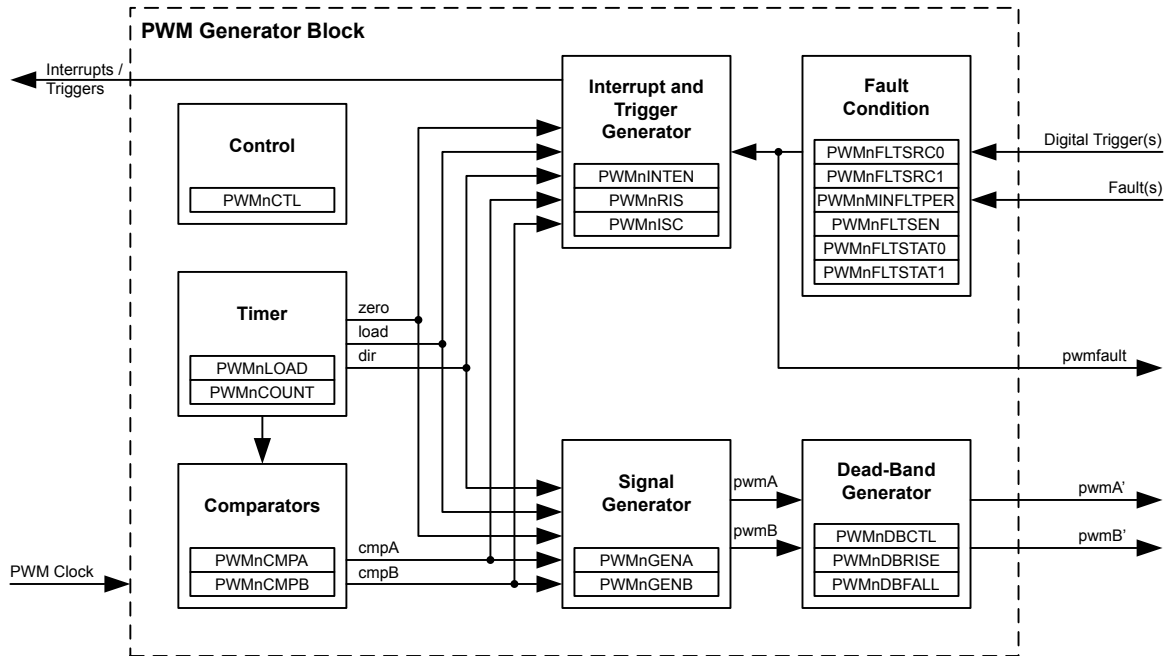 PWM Generator Block
Interrupts /
Triggers
Control
PWMnCTL
Interrupt and
Trigger
Generator
PWMnINTEN
PWMnRIS
PWMnISC
Fault
Condition
PWMnFLTSRC0
PWMnFLTSRC1
PWMnMINFLTPER
PWMnFLTSEN
PWMnFLTSTAT0
PWMnFLTSTAT1
Digital Trigger(s)
Fault(s)
Timer
PWMnLOAD
PWMnCOUNT
zero
load
dir
pwmfault
Comparators
PWMnCMPA
PWMnCMPB
cmpA
cmpB
Signal
Generator
PWMnGENA
PWMnGENB
pwmA
pwmB
Dead-Band
Generator
PWMnDBCTL
PWMnDBRISE
PWMnDBFALL
pwmA’
pwmB’
PWM Clock